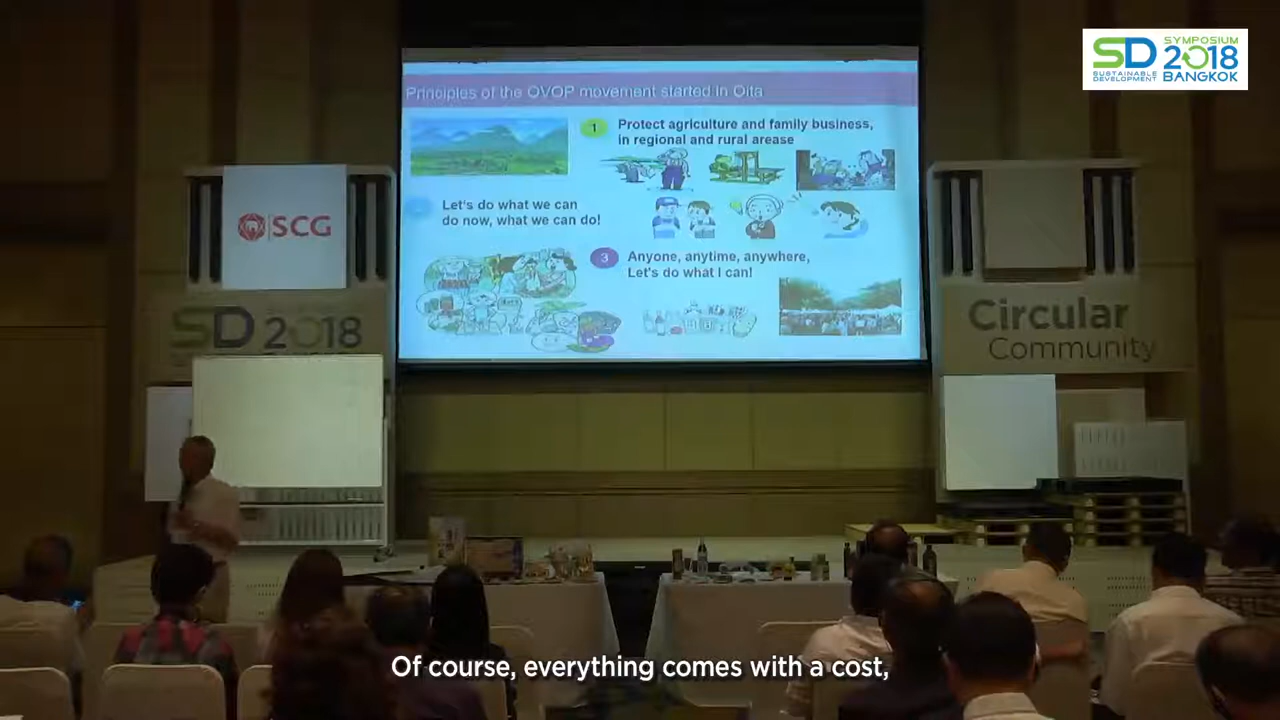 SD SYMPOSIUM 2018
SUSTAINABLE DEVELOPMENT BANGKOK
Principles of the OVOP movement started in Oita
1 Protect agriculture and family business,
in regional and rural arease
Let's do what we can
do now, what we can do!
3 Anyone, anytime, anywhere,
Let's do what I can!
SCG
SD 2018
Circular
Community
Of course, everything comes with a cost,